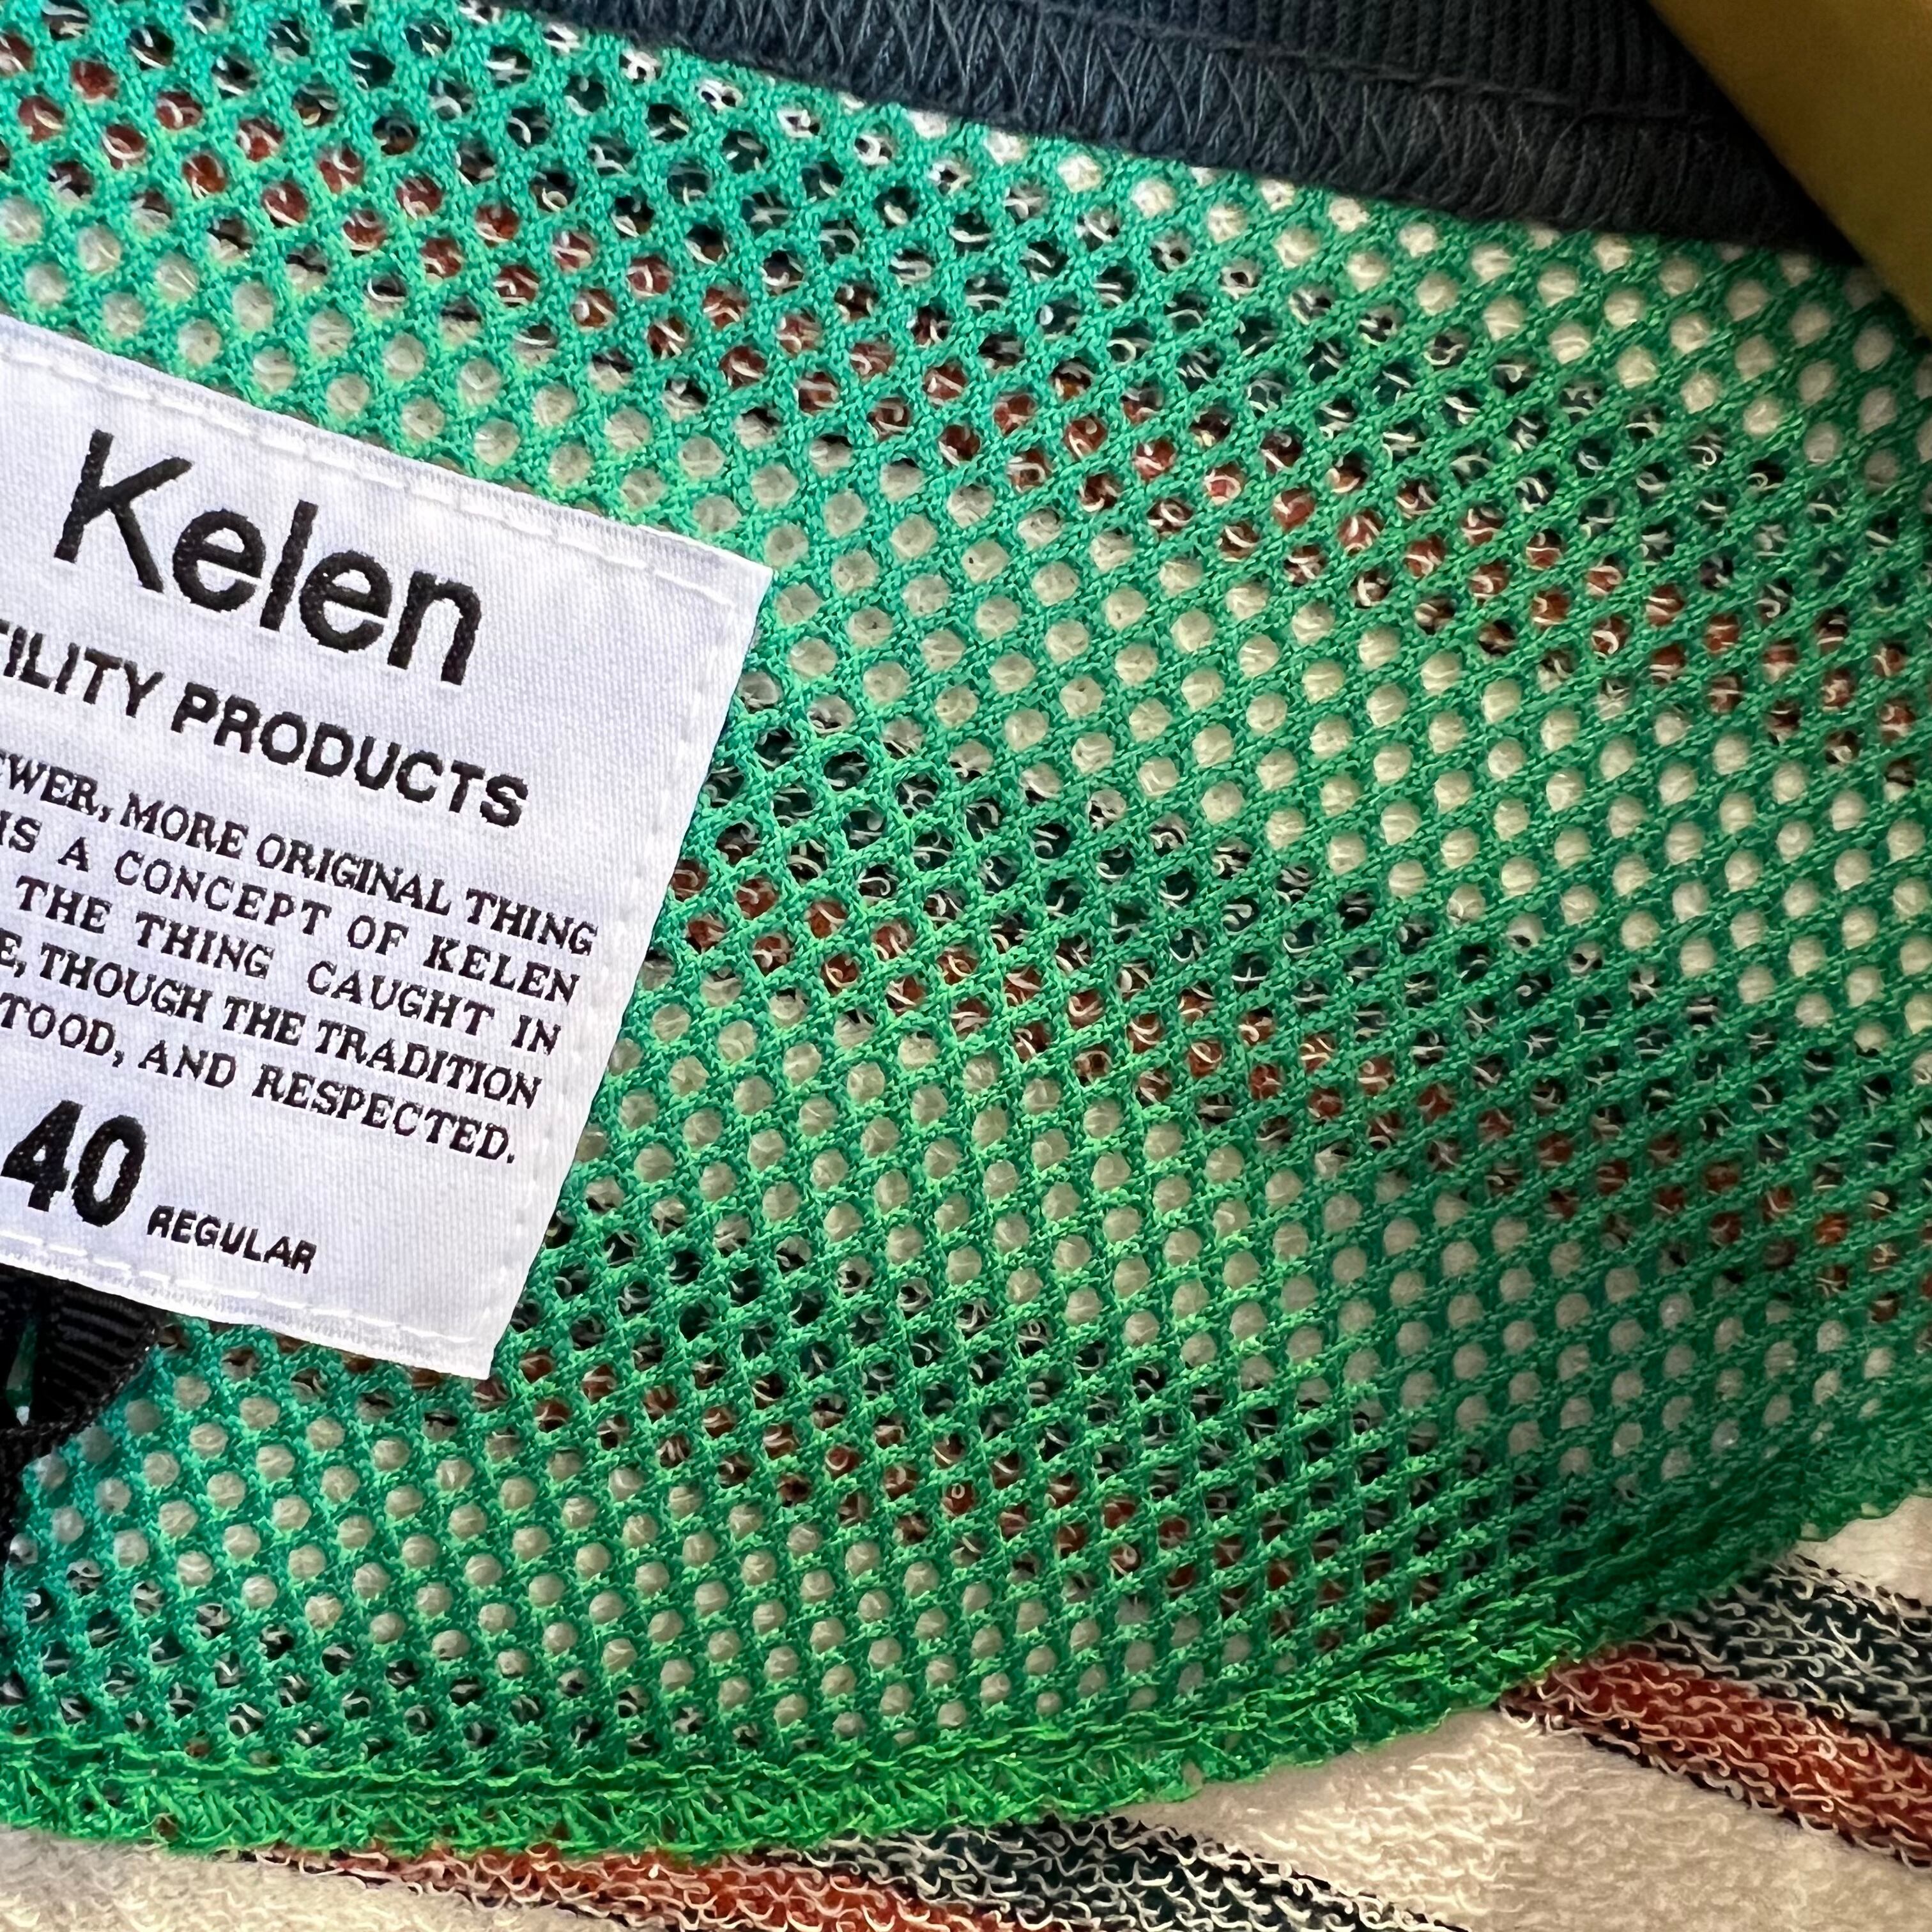 Kelen
TILITY PRODUCTS
EWER, MORE ORIGINAL THING
IS A CONCEPT OF KELEN
THE THING CAUGHT IN
E, THOUGH THE TRADITION
TOOD, AND RESPECTED.
40 REGULAR